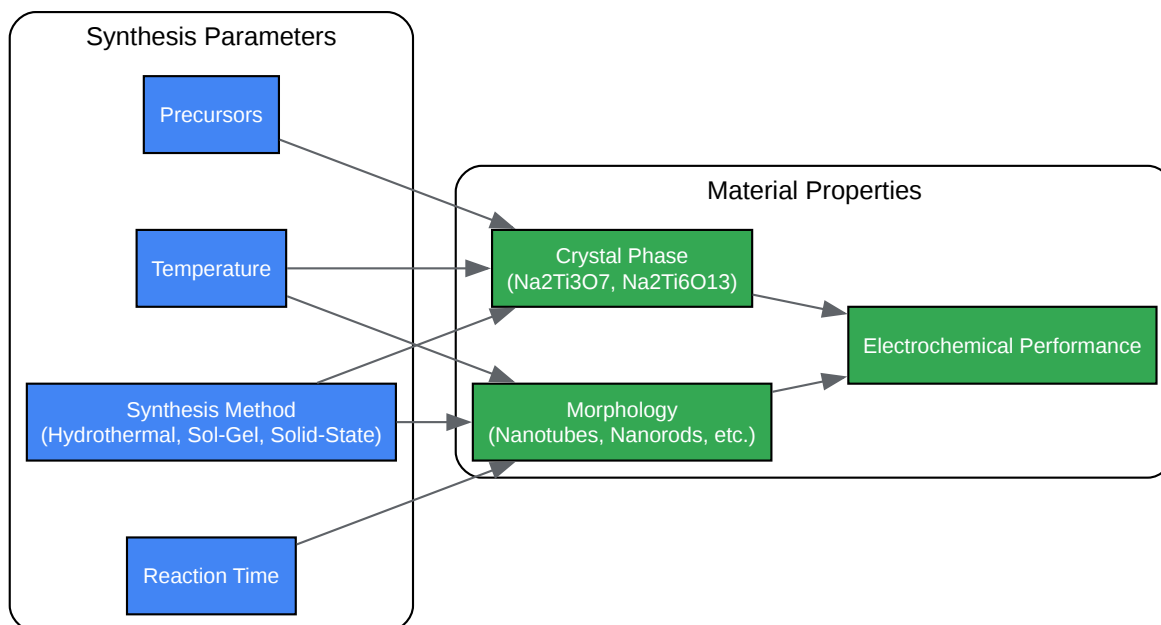 Synthesis Parameters
Precursors
Temperature
Synthesis Method
(Hydrothermal, Sol-Gel, Solid-State)
Reaction Time
Material Properties
Crystal Phase
(Na2Ti3O7, Na2Ti6O13)
Morphology
(Nanotubes, Nanorods, etc.)
Electrochemical Performance